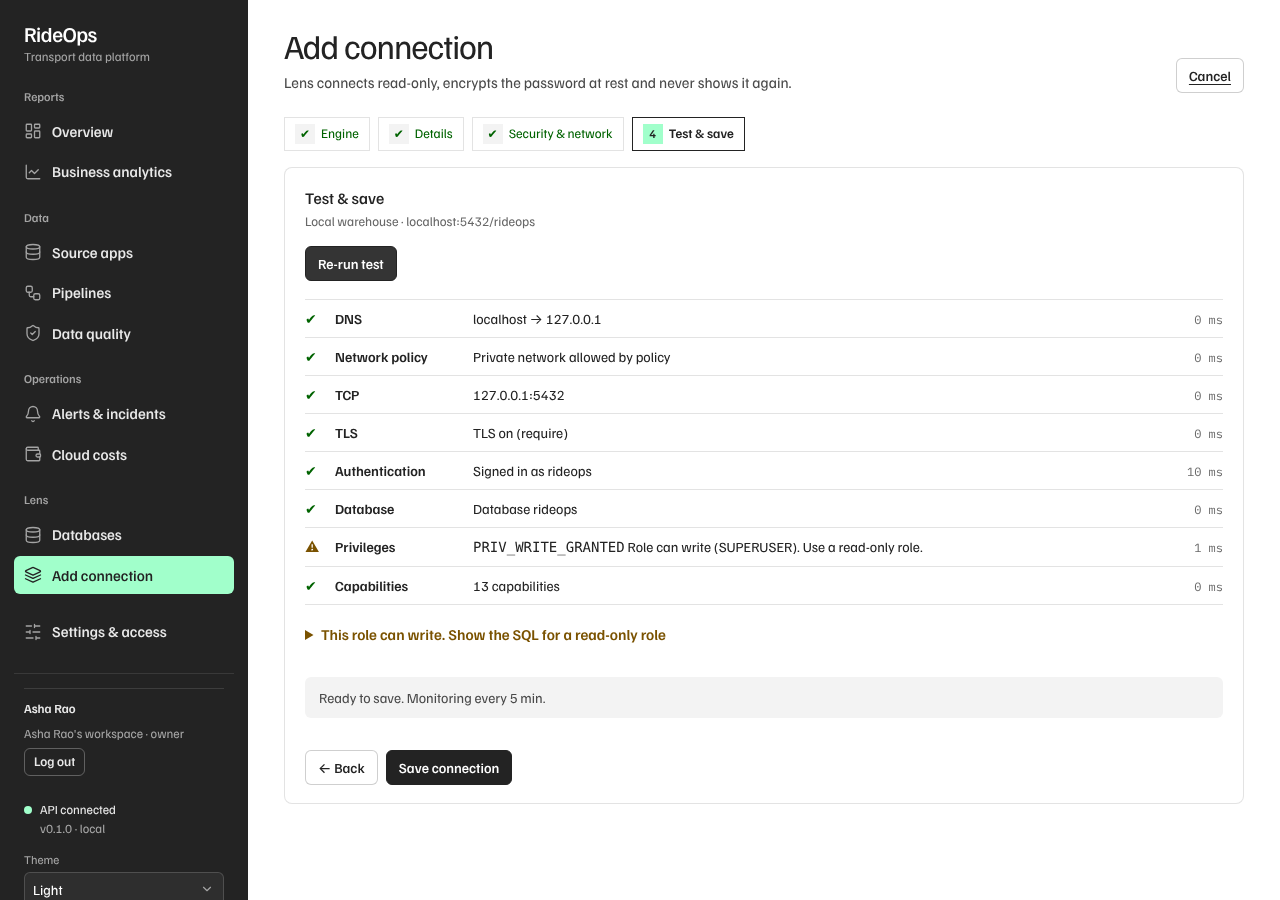 RideOps
Transport data platform
Reports
Overview
Business analytics
Data
Source apps
Pipelines
Data quality
Operations
Alerts & incidents
Cloud costs
Lens
Databases
Add connection
Settings & access
Asha Rao
Asha Rao's workspace · owner
Log out
API connected
v0.1.0 · local
Theme
Light
Add connection
Lens connects read-only, encrypts the password at rest and never shows it again.
Cancel
✔ Engine ✔ Details ✔ Security & network 4 Test & save
Test & save
Local warehouse · localhost:5432/rideops
Re-run test
✔ DNS localhost → 127.0.0.1 0 ms
✔ Network policy Private network allowed by policy 0 ms
✔ TCP 127.0.0.1:5432 0 ms
✔ TLS TLS on (require) 0 ms
✔ Authentication Signed in as rideops 10 ms
✔ Database Database rideops 0 ms
⚠ Privileges PRIV_WRITE_GRANTED Role can write (SUPERUSER). Use a read-only role. 1 ms
✔ Capabilities 13 capabilities 0 ms
▶ This role can write. Show the SQL for a read-only role
Ready to save. Monitoring every 5 min.
← Back Save connection